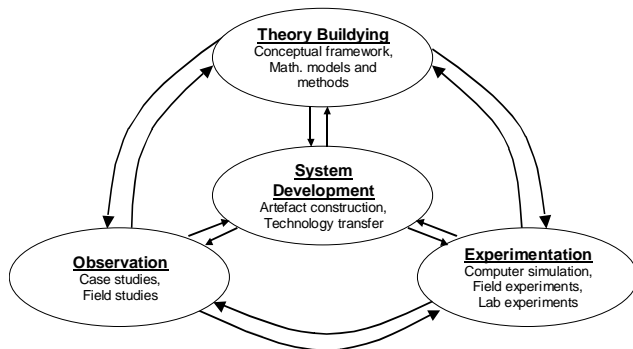 Theory Buildying
Conceptual framework,
Math. models and
methods
System
Development
Artefact construction,
Technology transfer
Observation
Case studies,
Field studies
Experimentation
Computer simulation,
Field experiments,
Lab experiments